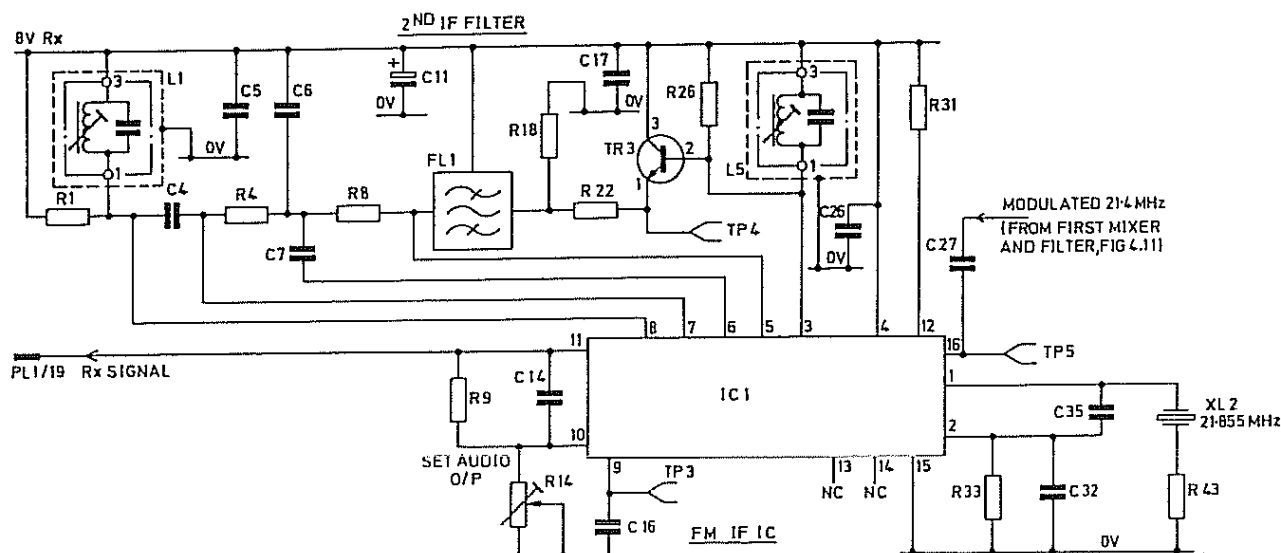 2ND IF FILTER
8V Rx
L1
3
1
C5
C6
+
C11
0V
0V
C17
0V
R18
R26
TR3
3
2
1
L5
3
1
R31
R1
C4
R4
R8
FL1
R22
TP4
C26
0V
C7
C27
MODULATED 21·4 MHz
(FROM FIRST MIXER
AND FILTER, FIG 4.11)
8
7
6
5
3
4
12
11
16
TP5
PL1/19 Rx SIGNAL
R9
C14
IC1
1
2
C35
XL2
21·855 MHz
10
9
13
14
15
SET AUDIO
O/P
R14
TP3
C16
NC
NC
R33
C32
R43
FM IF IC
0V